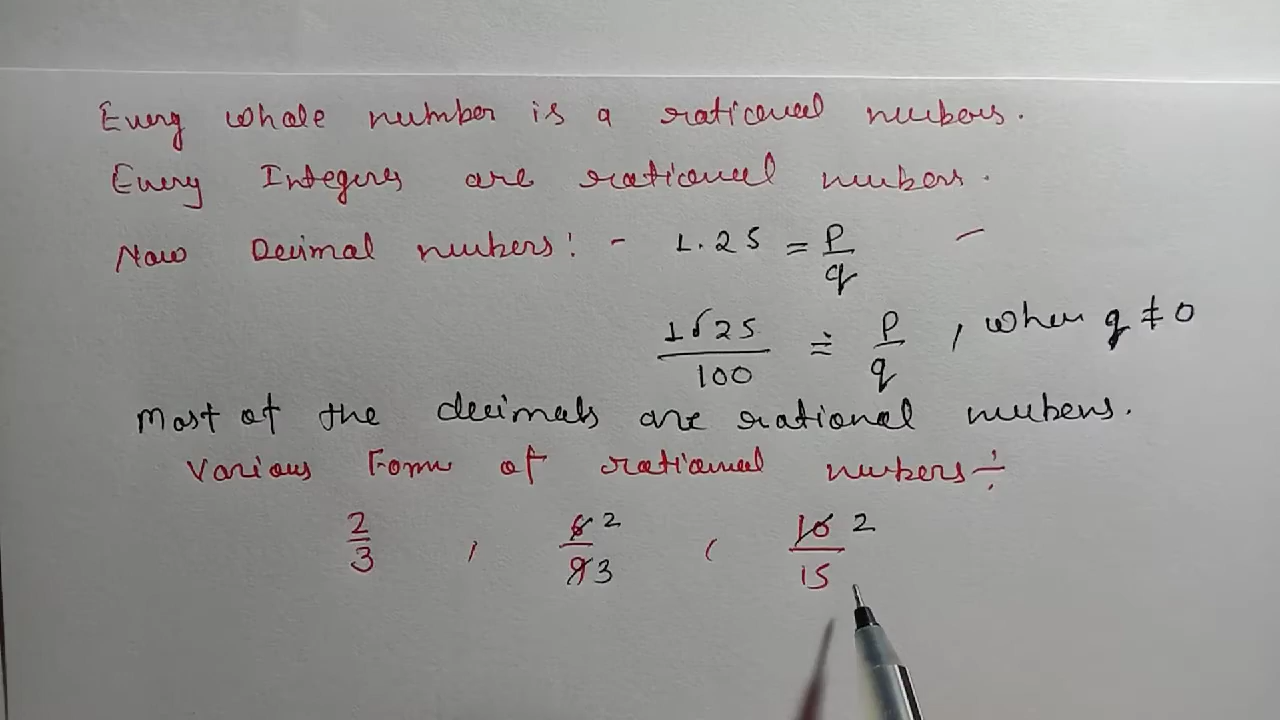 Every whole number is a rational numbers.
Every Integers are rational numbers.
Now Decimal numbers: - 1.25 = P/q -
125/100 = P/q , when q ≠ 0
Most of the decimals are rational numbers.
Various Form of rational numbers ÷
2/3 , 6/9 2/3 , 10/15 2